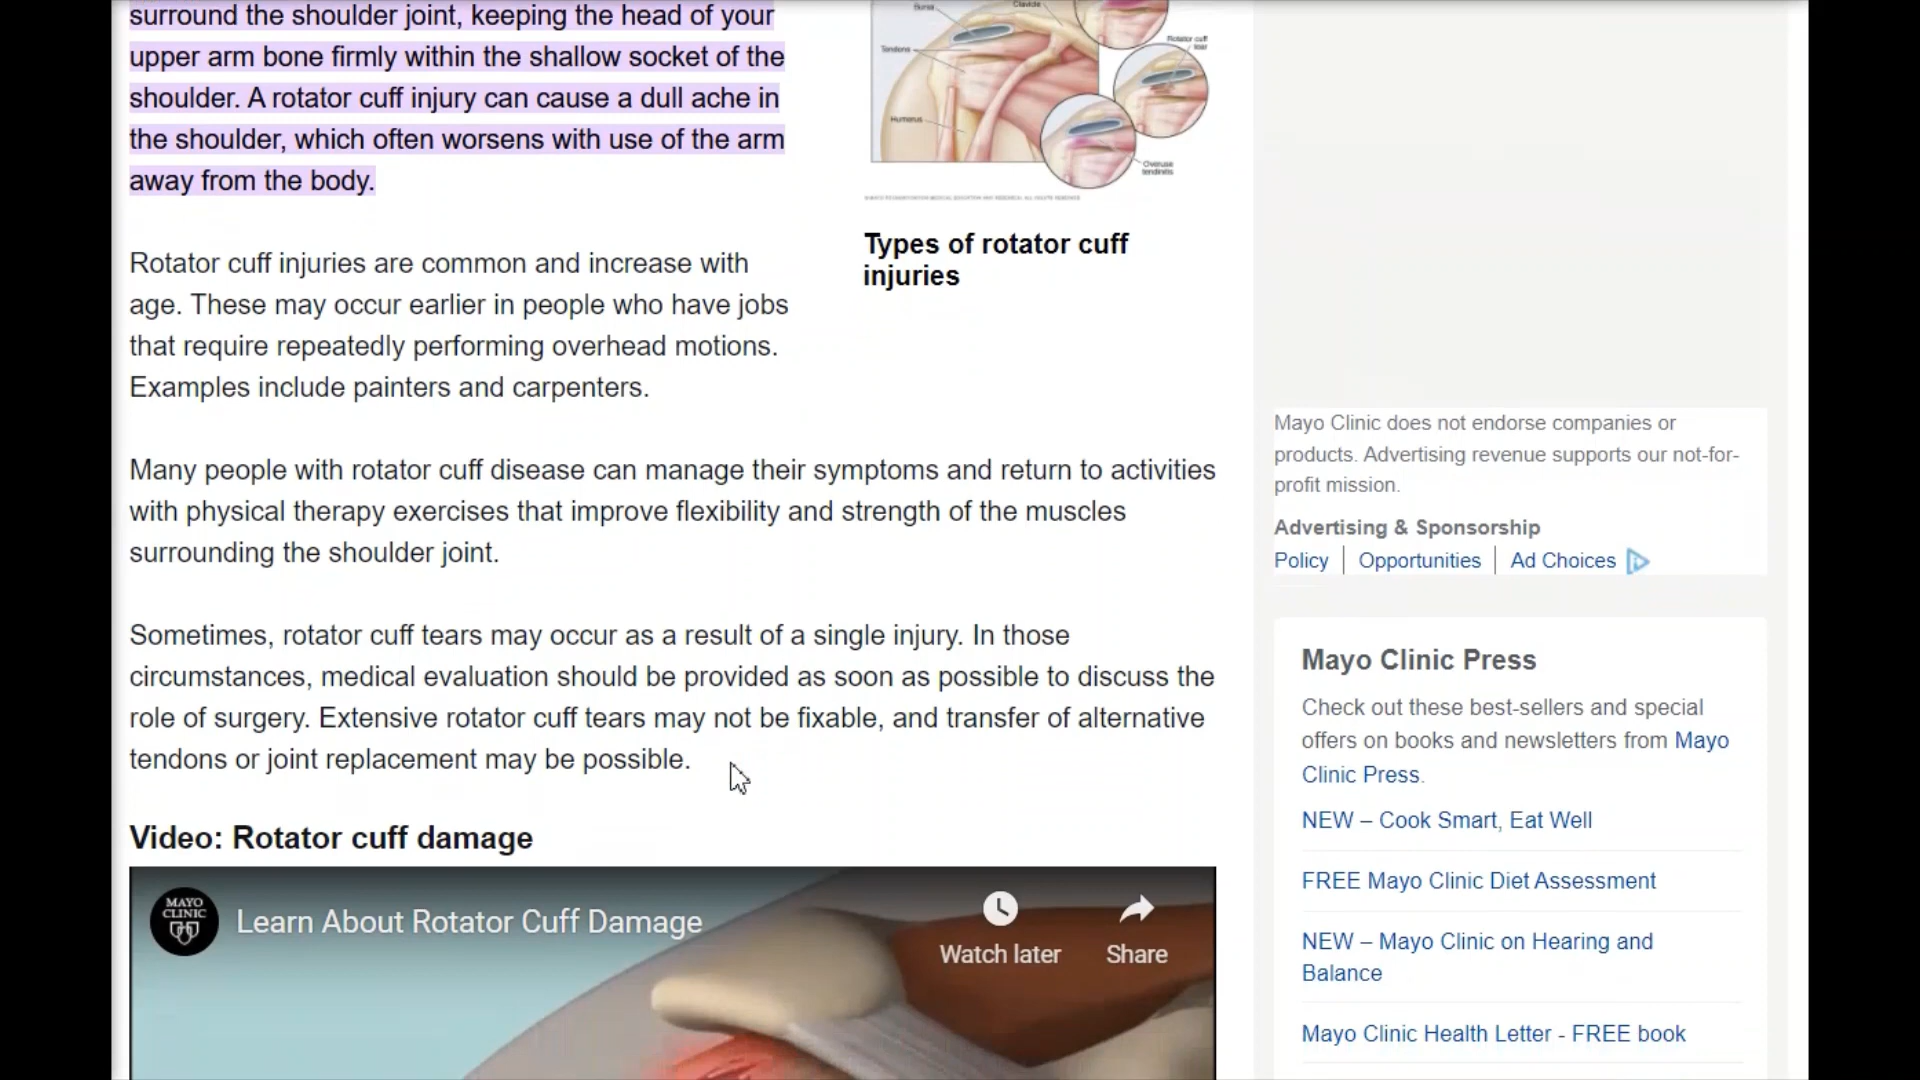 surround the shoulder joint, keeping the head of your
upper arm bone firmly within the shallow socket of the
shoulder. A rotator cuff injury can cause a dull ache in
the shoulder, which often worsens with use of the arm
away from the body.
Rotator cuff injuries are common and increase with
age. These may occur earlier in people who have jobs
that require repeatedly performing overhead motions.
Examples include painters and carpenters.
Many people with rotator cuff disease can manage their symptoms and return to activities
with physical therapy exercises that improve flexibility and strength of the muscles
surrounding the shoulder joint.
Sometimes, rotator cuff tears may occur as a result of a single injury. In those
circumstances, medical evaluation should be provided as soon as possible to discuss the
role of surgery. Extensive rotator cuff tears may not be fixable, and transfer of alternative
tendons or joint replacement may be possible.
Video: Rotator cuff damage
MAYO
CLINIC
Learn About Rotator Cuff Damage
Watch later
Share
Bursa
Clavicle
Tendons
Rotator cuff
tear
Humerus
Overuse
tendinitis
Types of rotator cuff
injuries
Mayo Clinic does not endorse companies or
products. Advertising revenue supports our not-for-
profit mission.
Advertising & Sponsorship
Policy
Opportunities
Ad Choices
Mayo Clinic Press
Check out these best-sellers and special
offers on books and newsletters from Mayo
Clinic Press.
NEW – Cook Smart, Eat Well
FREE Mayo Clinic Diet Assessment
NEW – Mayo Clinic on Hearing and
Balance
Mayo Clinic Health Letter - FREE book